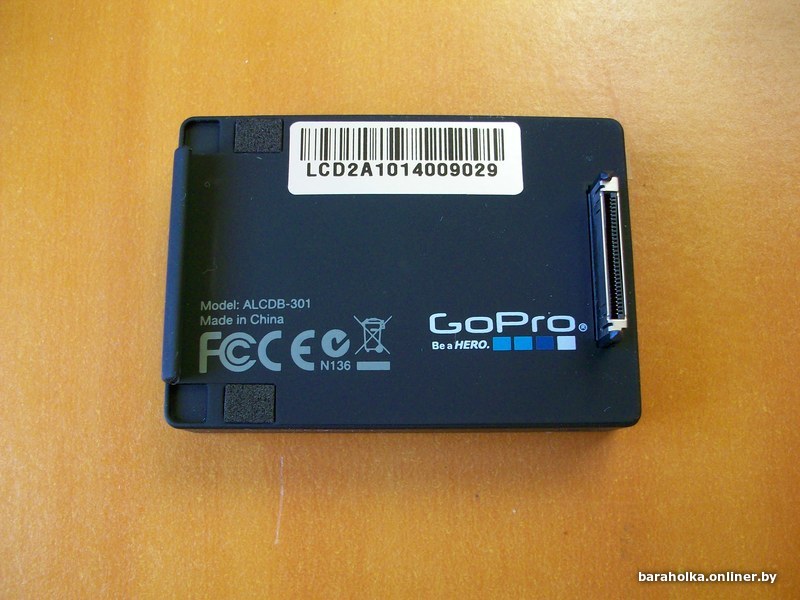 LCD2A1014009029
Model: ALCDB-301
Made in China
FC CE
N136
GoPro®
Be a HERO.
baraholka.onliner.by